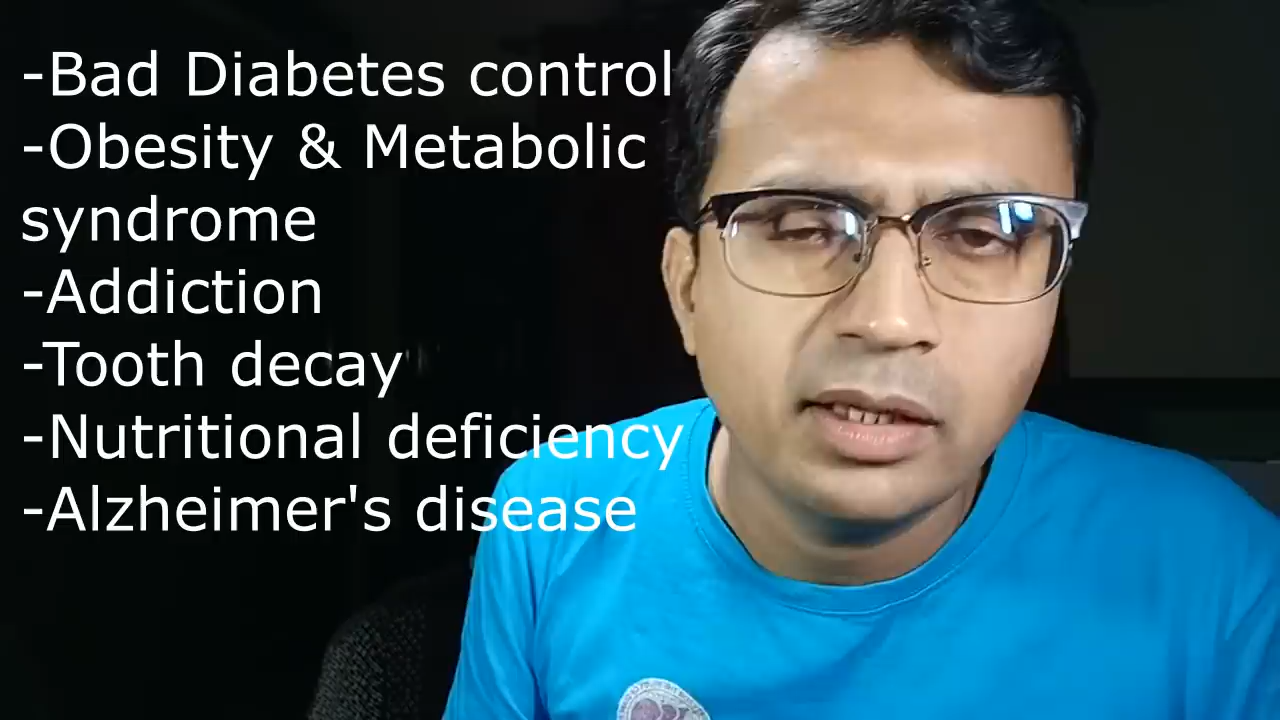 -Bad Diabetes control
-Obesity & Metabolic
syndrome
-Addiction
-Tooth decay
-Nutritional deficiency
-Alzheimer's disease